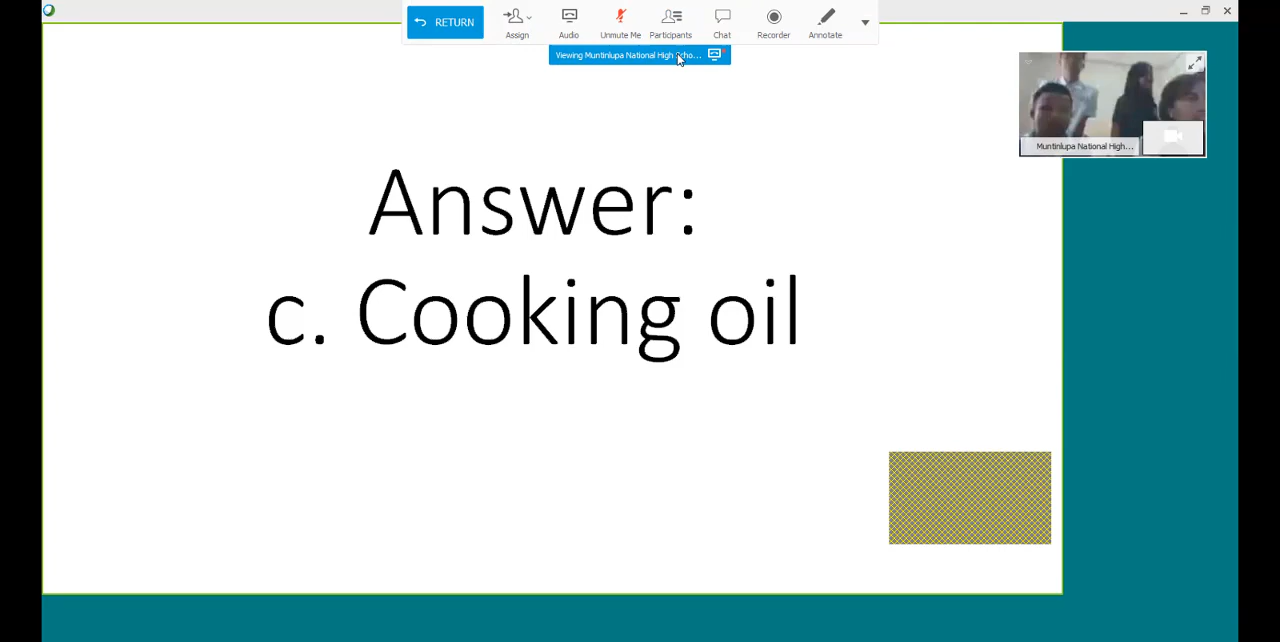 RETURN
Assign
Audio
Unmute Me
Participants
Chat
Recorder
Annotate
Viewing Muntinlupa National High Scho...
Muntinlupa National High...
Answer:
c. Cooking oil